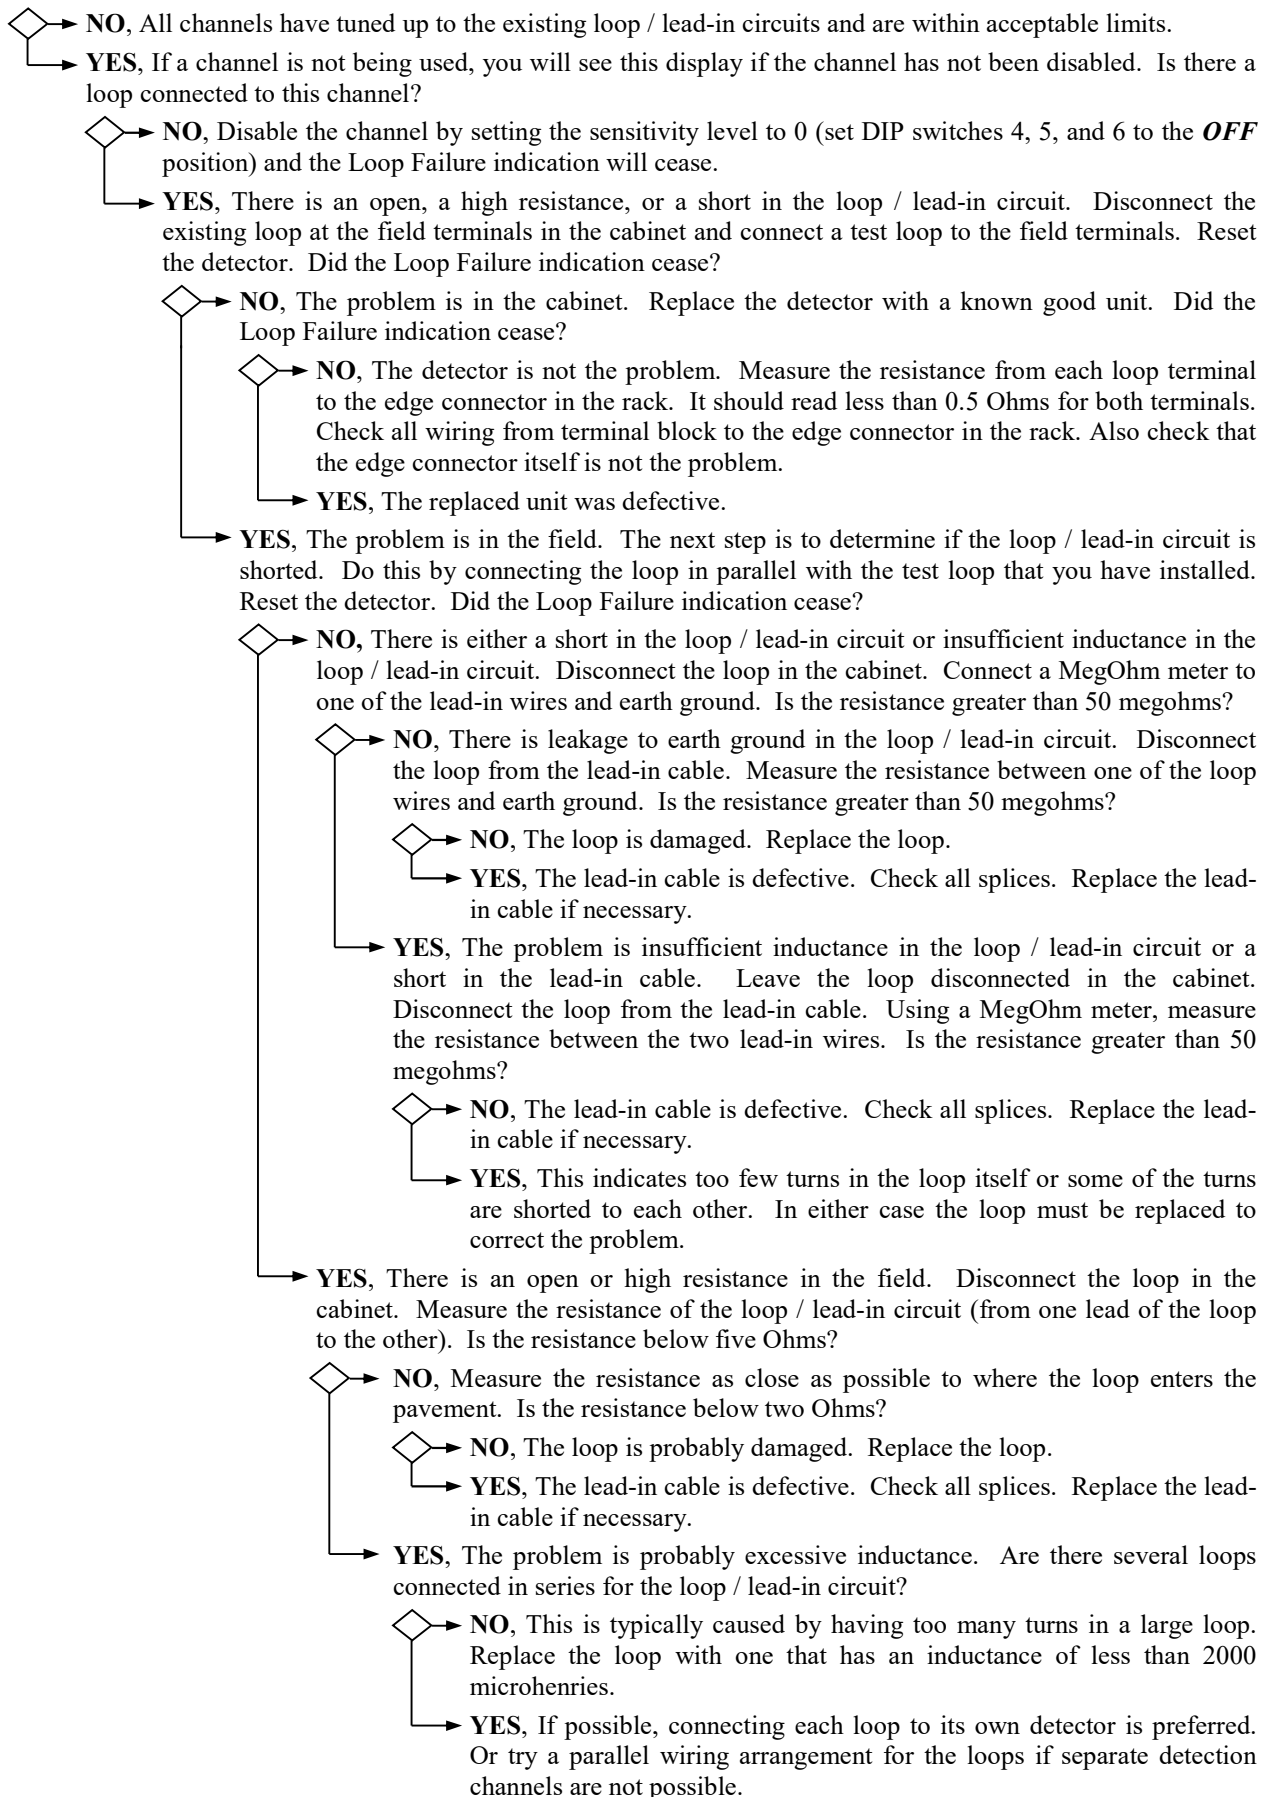 NO, All channels have tuned up to the existing loop / lead-in circuits and are within acceptable limits.
YES, If a channel is not being used, you will see this display if the channel has not been disabled. Is there a
loop connected to this channel?
NO, Disable the channel by setting the sensitivity level to 0 (set DIP switches 4, 5, and 6 to the OFF
position) and the Loop Failure indication will cease.
YES, There is an open, a high resistance, or a short in the loop / lead-in circuit. Disconnect the
existing loop at the field terminals in the cabinet and connect a test loop to the field terminals. Reset
the detector. Did the Loop Failure indication cease?
NO, The problem is in the cabinet. Replace the detector with a known good unit. Did the
Loop Failure indication cease?
NO, The detector is not the problem. Measure the resistance from each loop terminal
to the edge connector in the rack. It should read less than 0.5 Ohms for both terminals.
Check all wiring from terminal block to the edge connector in the rack. Also check that
the edge connector itself is not the problem.
YES, The replaced unit was defective.
YES, The problem is in the field. The next step is to determine if the loop / lead-in circuit is
shorted. Do this by connecting the loop in parallel with the test loop that you have installed.
Reset the detector. Did the Loop Failure indication cease?
NO, There is either a short in the loop / lead-in circuit or insufficient inductance in the
loop / lead-in circuit. Disconnect the loop in the cabinet. Connect a MegOhm meter to
one of the lead-in wires and earth ground. Is the resistance greater than 50 megohms?
NO, There is leakage to earth ground in the loop / lead-in circuit. Disconnect
the loop from the lead-in cable. Measure the resistance between one of the loop
wires and earth ground. Is the resistance greater than 50 megohms?
NO, The loop is damaged. Replace the loop.
YES, The lead-in cable is defective. Check all splices. Replace the lead-
in cable if necessary.
YES, The problem is insufficient inductance in the loop / lead-in circuit or a
short in the lead-in cable. Leave the loop disconnected in the cabinet.
Disconnect the loop from the lead-in cable. Using a MegOhm meter, measure
the resistance between the two lead-in wires. Is the resistance greater than 50
megohms?
NO, The lead-in cable is defective. Check all splices. Replace the lead-
in cable if necessary.
YES, This indicates too few turns in the loop itself or some of the turns
are shorted to each other. In either case the loop must be replaced to
correct the problem.
YES, There is an open or high resistance in the field. Disconnect the loop in the
cabinet. Measure the resistance of the loop / lead-in circuit (from one lead of the loop
to the other). Is the resistance below five Ohms?
NO, Measure the resistance as close as possible to where the loop enters the
pavement. Is the resistance below two Ohms?
NO, The loop is probably damaged. Replace the loop.
YES, The lead-in cable is defective. Check all splices. Replace the lead-
in cable if necessary.
YES, The problem is probably excessive inductance. Are there several loops
connected in series for the loop / lead-in circuit?
NO, This is typically caused by having too many turns in a large loop.
Replace the loop with one that has an inductance of less than 2000
microhenries.
YES, If possible, connecting each loop to its own detector is preferred.
Or try a parallel wiring arrangement for the loops if separate detection
channels are not possible.